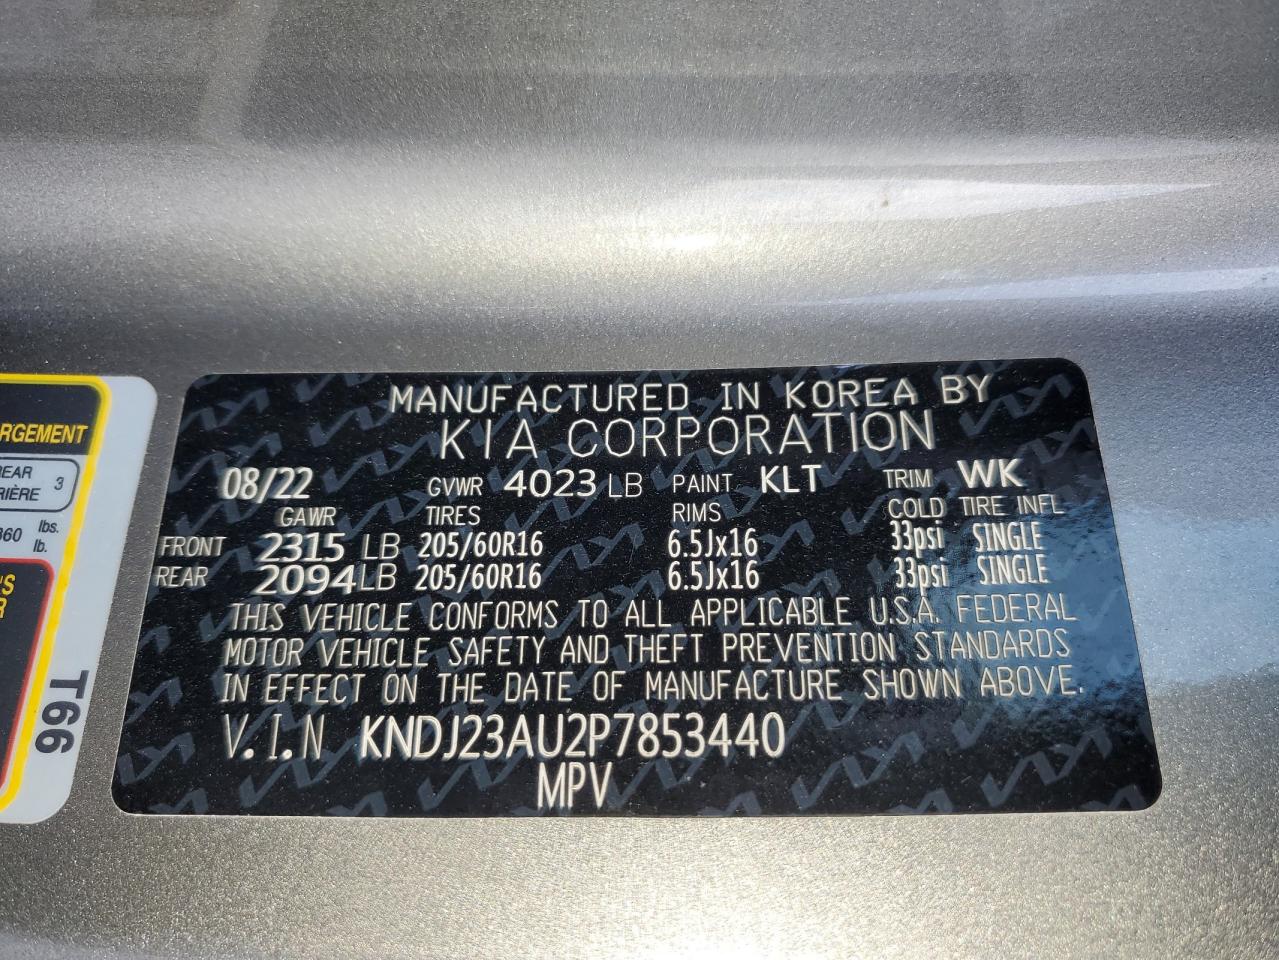 MANUFACTURED IN KOREA BY
KIA CORPORATION
08/22 GVWR 4023 LB PAINT KLT TRIM WK
GAWR TIRES RIMS COLD TIRE INFL
FRONT 2315 LB 205/60R16 6.5Jx16 33psi SINGLE
REAR 2094 LB 205/60R16 6.5Jx16 33psi SINGLE
THIS VEHICLE CONFORMS TO ALL APPLICABLE U.S.A. FEDERAL
MOTOR VEHICLE SAFETY AND THEFT PREVENTION STANDARDS
IN EFFECT ON THE DATE OF MANUFACTURE SHOWN ABOVE.
V.I.N KNDJ23AU2P7853440
MPV
RGEMENT
REAR
RIÈRE 3
360 lbs.
lb.
'S
R
T66